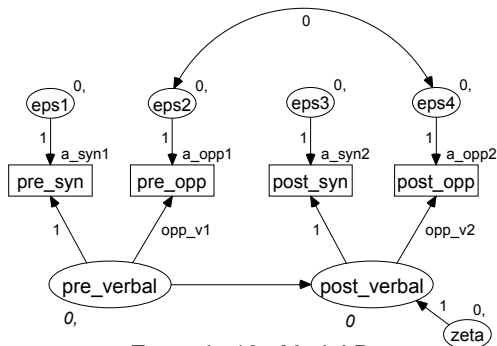 0
0,
0,
0,
0,
eps1
eps2
eps3
eps4
1
1
1
1
a_syn1
a_opp1
a_syn2
a_opp2
pre_syn
pre_opp
post_syn
post_opp
1
opp_v1
1
opp_v2
pre_verbal
post_verbal
0,
0
1
0,
zeta